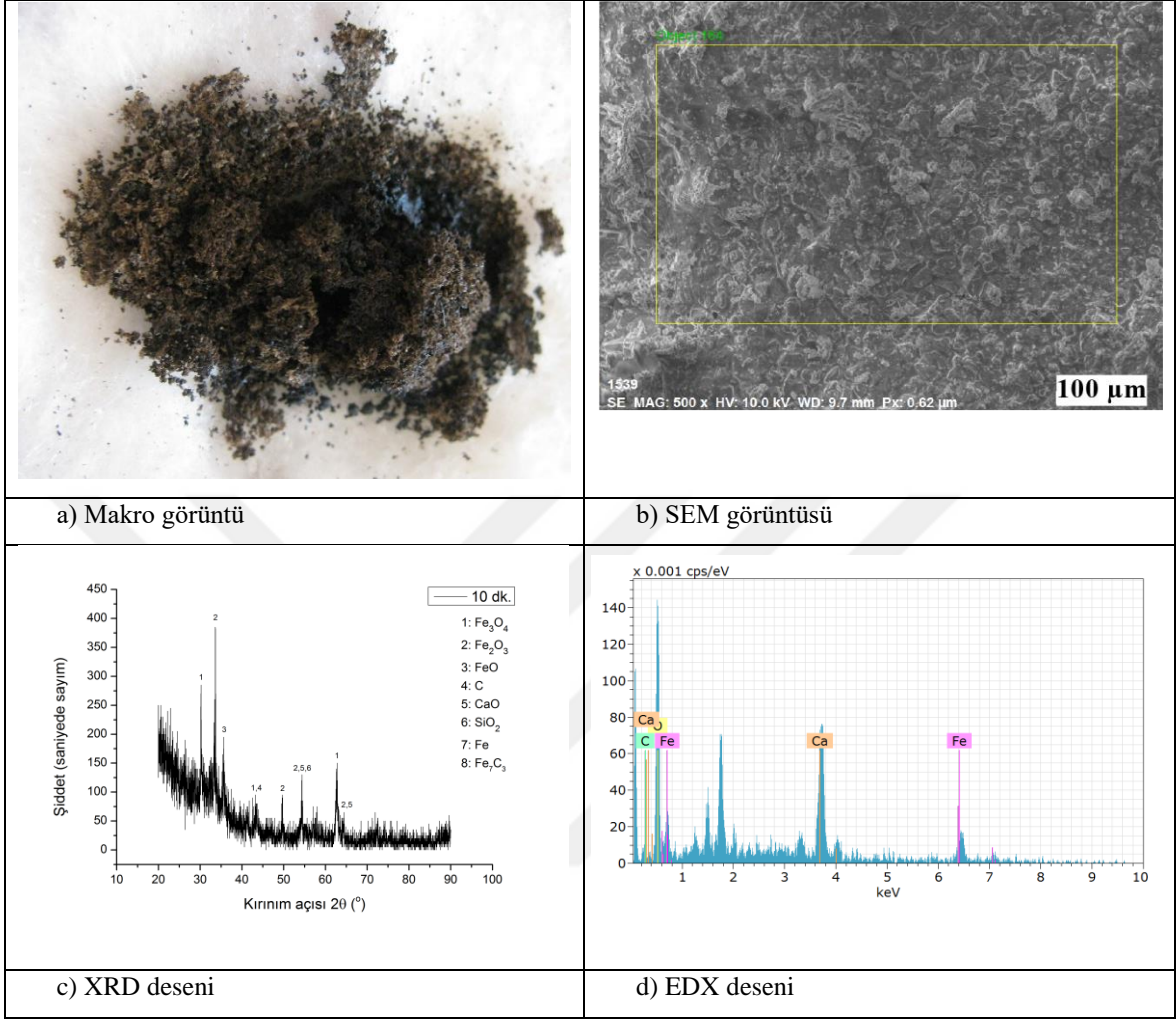 1539
SE MAG: 500 x HV: 10.0 kV WD: 9.7 mm Px: 0.62 µm
100 µm
a) Makro görüntü
b) SEM görüntüsü
450
400
350
300
250
200
150
100
50
0
10 20 30 40 50 60 70 80 90 100
Şiddet (saniyede sayım)
Kırınım açısı 2θ (°)
10 dk.
1: Fe₃O₄
2: Fe₂O₃
3: FeO
4: C
5: CaO
6: SiO₂
7: Fe
8: Fe₇C₃
1
2
3
1,4
2
2,5,6
1
2,5
x 0.001 cps/eV
140
120
100
80
60
40
20
0
Ca O
C Fe
Ca
Fe
1 2 3 4 5 6 7 8 9 10
keV
c) XRD deseni
d) EDX deseni